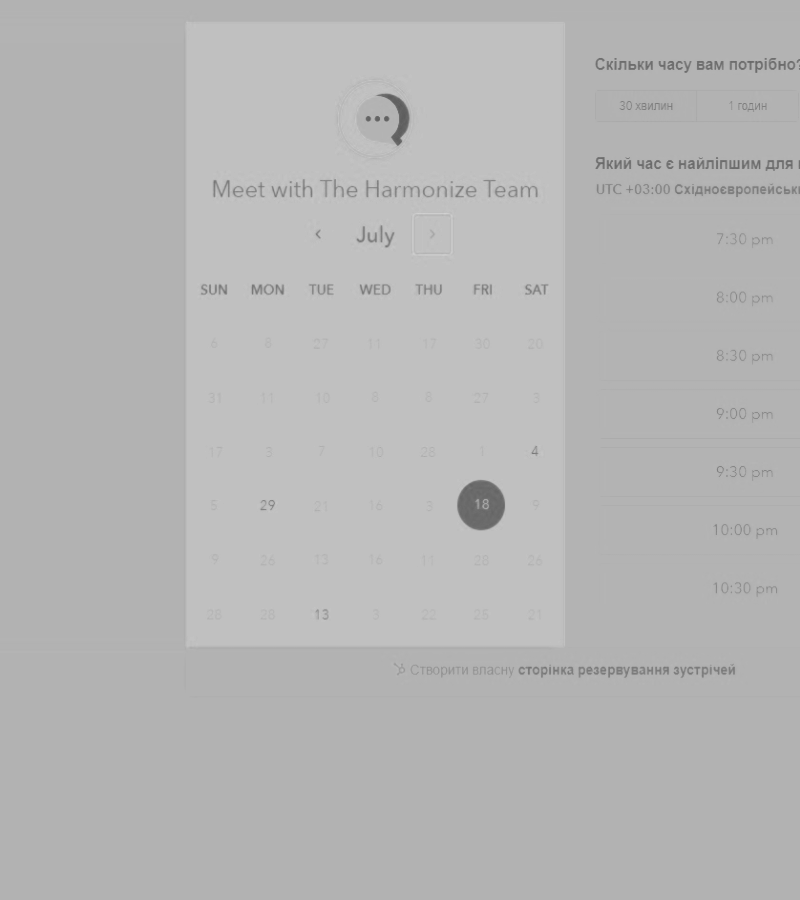 Meet with The Harmonize Team
July
SUN MON TUE WED THU FRI SAT
6 8 27 11 17 30 20
31 11 10 8 6 27 3
17 3 7 10 28 1 4
5 29 21 16 3 18 9
9 26 13 16 11 28 26
28 28 13 3 22 25 21
Скільки часу вам потрібно?
30 хвилин 1 годин
Який час є найліпшим для
UTC +03:00 Східноєвропейськ
7:30 pm
8:00 pm
8:30 pm
9:00 pm
9:30 pm
10:00 pm
10:30 pm
Створити власну сторінка резервування зустрічей